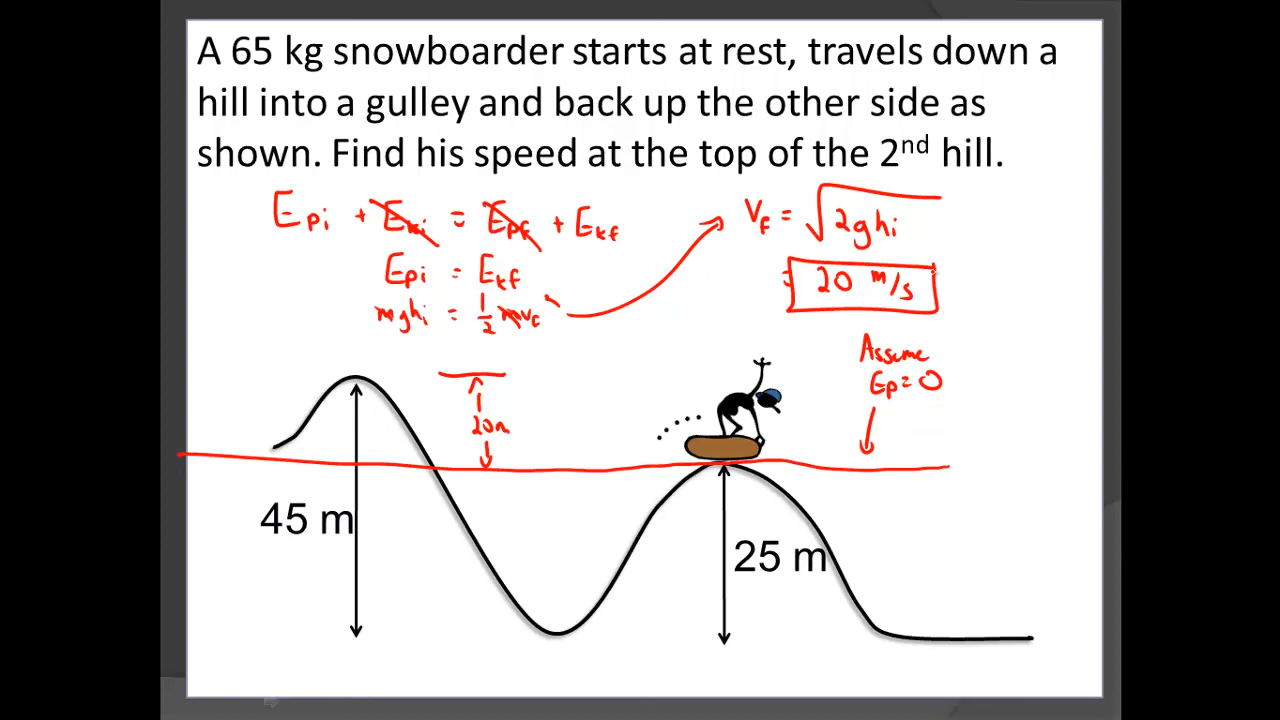 A 65 kg snowboarder starts at rest, travels down a
hill into a gulley and back up the other side as
shown. Find his speed at the top of the 2nd hill.
Epi + Eki = Epf + Ekf
Epi = Ekf
mghi = 1/2 mvf²
vf = √2ghi
= 20 m/s
Assume
Ep = 0
20m
45 m
25 m